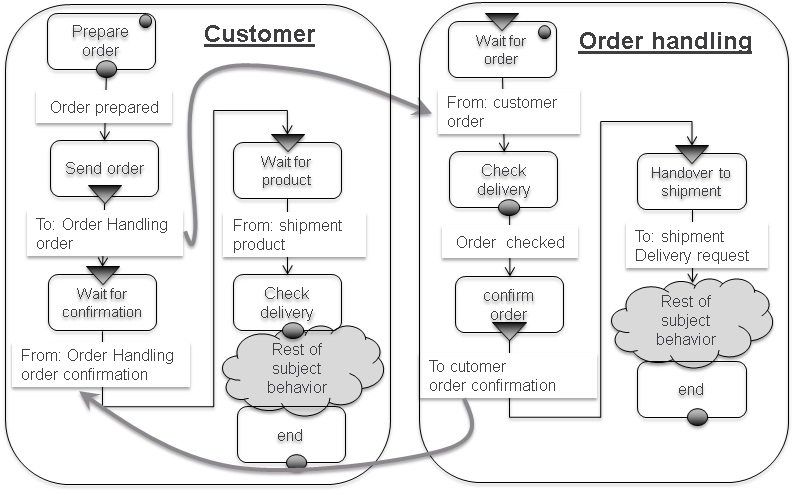 Customer
Prepare
order
Order prepared
Send order
To: Order Handling
order
Wait for
confirmation
From: Order Handling
order confirmation
Wait for
product
From: shipment
product
Check
delivery
Rest of
subject
behavior
end
Order handling
Wait for
order
From: customer
order
Check
delivery
Order checked
confirm
order
To cutomer
order confirmation
Handover to
shipment
To: shipment
Delivery request
Rest of
subject
behavior
end